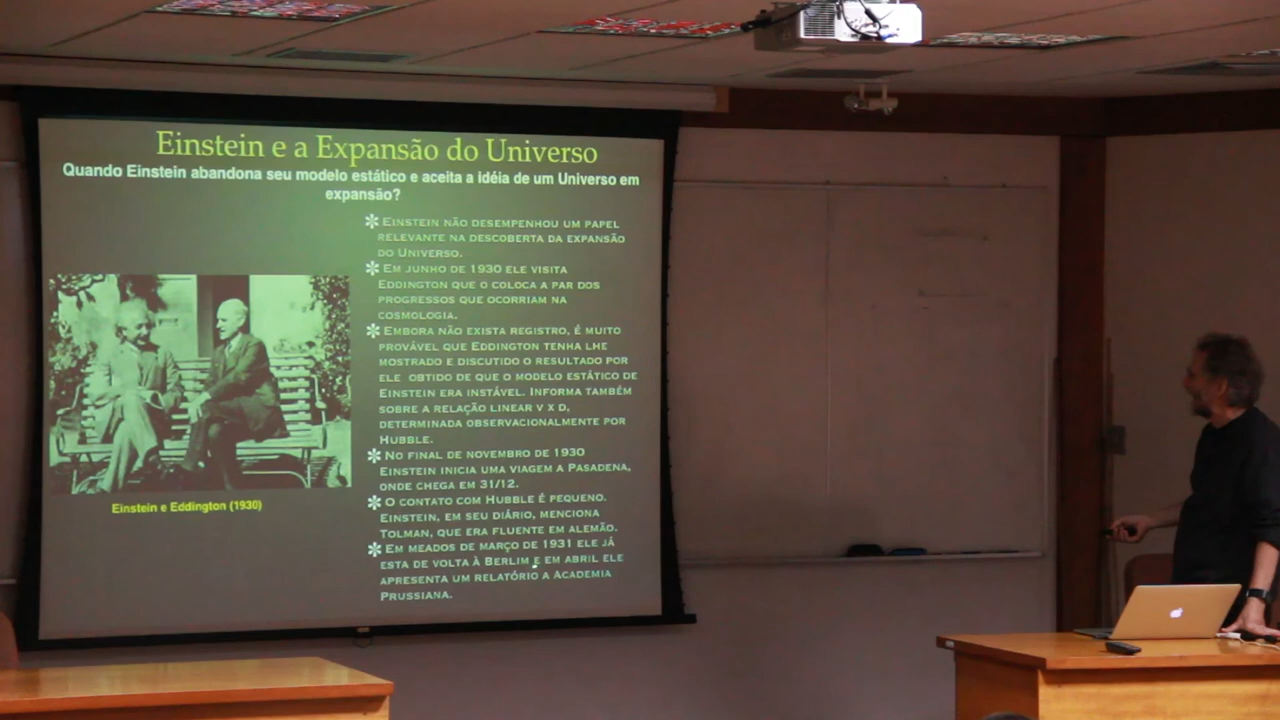 Einstein e a Expansão do Universo
Quando Einstein abandona seu modelo estático e aceita a idéia de um Universo em
expansão?
✻ EINSTEIN NÃO DESEMPENHOU UM PAPEL
RELEVANTE NA DESCOBERTA DA EXPANSÃO
DO UNIVERSO.
✻ EM JUNHO DE 1930 ELE VISITA
EDDINGTON QUE O COLOCA A PAR DOS
PROGRESSOS QUE OCORRIAM NA
COSMOLOGIA.
✻ EMBORA NÃO EXISTA REGISTRO, É MUITO
PROVÁVEL QUE EDDINGTON TENHA LHE
MOSTRADO E DISCUTIDO O RESULTADO POR
ELE OBTIDO DE QUE O MODELO ESTÁTICO DE
EINSTEIN ERA INSTÁVEL. INFORMA TAMBÉM
SOBRE A RELAÇÃO LINEAR V X D,
DETERMINADA OBSERVACIONALMENTE POR
HUBBLE.
✻ NO FINAL DE NOVEMBRO DE 1930
EINSTEIN INICIA UMA VIAGEM A PASADENA,
ONDE CHEGA EM 31/12.
✻ O CONTATO COM HUBBLE É PEQUENO.
EINSTEIN, EM SEU DIÁRIO, MENCIONA
TOLMAN, QUE ERA FLUENTE EM ALEMÃO.
✻ EM MEADOS DE MARÇO DE 1931 ELE JÁ
ESTA DE VOLTA À BERLIM E EM ABRIL ELE
APRESENTA UM RELATÓRIO A ACADEMIA
PRUSSIANA.
Einstein e Eddington (1930)